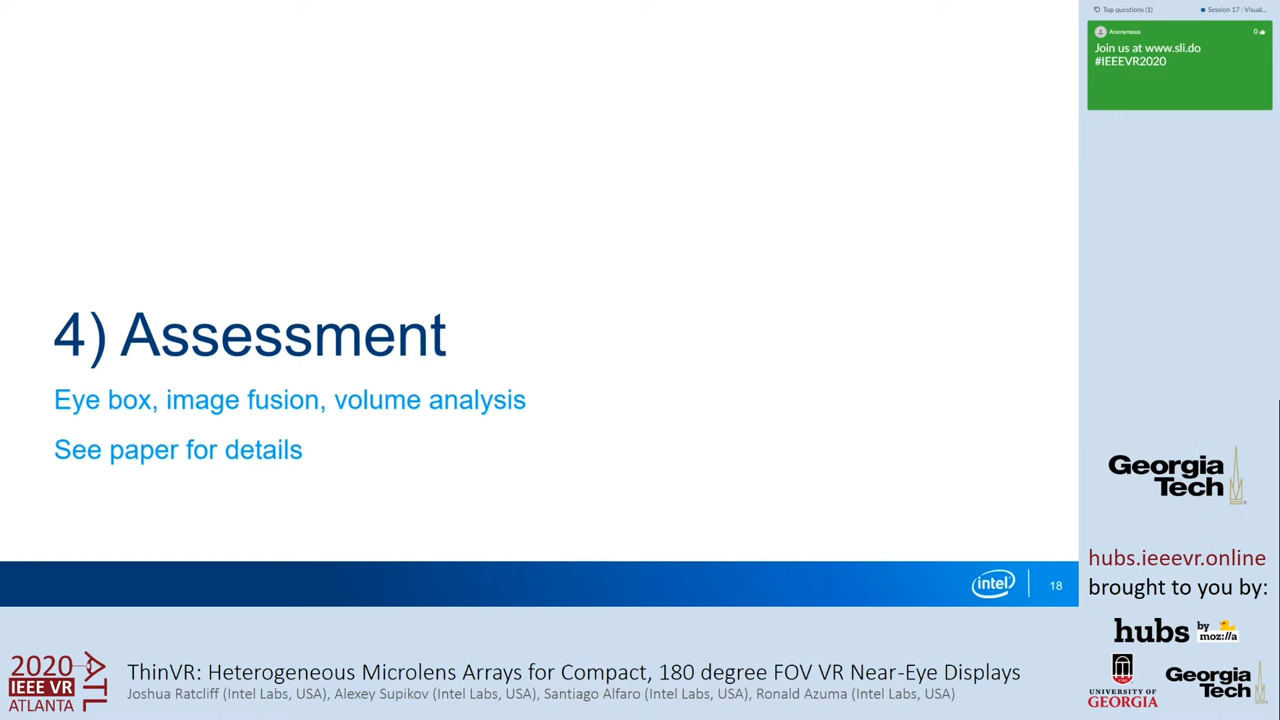 Top questions (1)
Session 17 : Visual...
Anonymous
0
Join us at www.sli.do
#IEEEVR2020
4) Assessment
Eye box, image fusion, volume analysis
See paper for details
intel
18
Georgia
Tech
hubs.ieeevr.online
brought to you by:
hubs by
moz://a
UNIVERSITY OF
GEORGIA
Georgia
Tech
2020
IEEE VR
ATLANTA
ATL
ThinVR: Heterogeneous Microlens Arrays for Compact, 180 degree FOV VR Near-Eye Displays
Joshua Ratcliff (Intel Labs, USA), Alexey Supikov (Intel Labs, USA), Santiago Alfaro (Intel Labs, USA), Ronald Azuma (Intel Labs, USA)